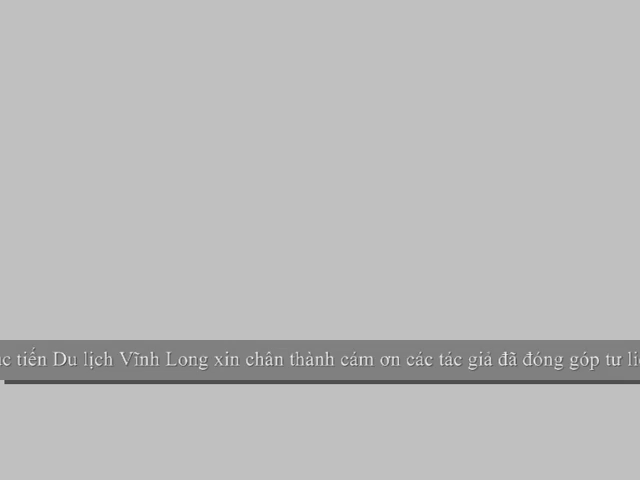 tiến Du lịch Vĩnh Long xin chân thành cám ơn các tác giả đã đóng góp tư